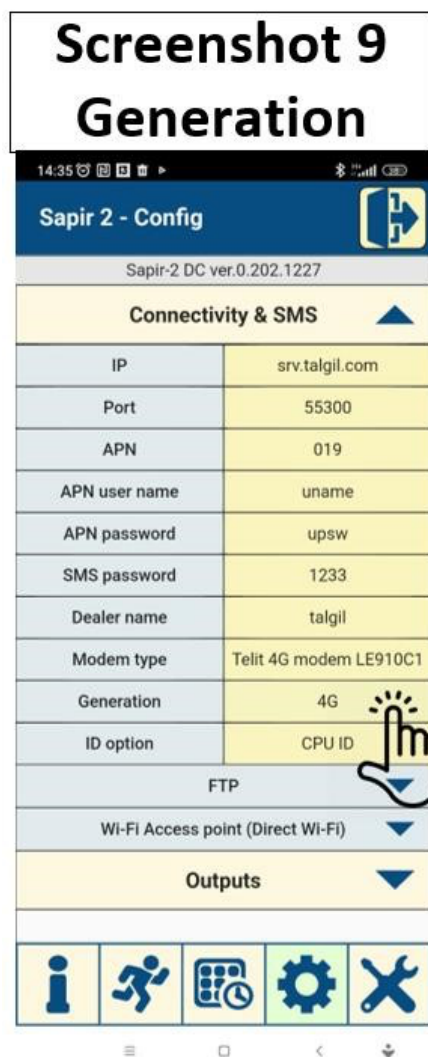 Screenshot 9
Generation
14:35
Sapir 2 - Config
Sapir-2 DC ver.0.202.1227
Connectivity & SMS
IP srv.talgil.com
Port 55300
APN 019
APN user name uname
APN password upsw
SMS password 1233
Dealer name talgil
Modem type Telit 4G modem LE910C1
Generation 4G
ID option CPU ID
FTP
Wi-Fi Access point (Direct Wi-Fi)
Outputs